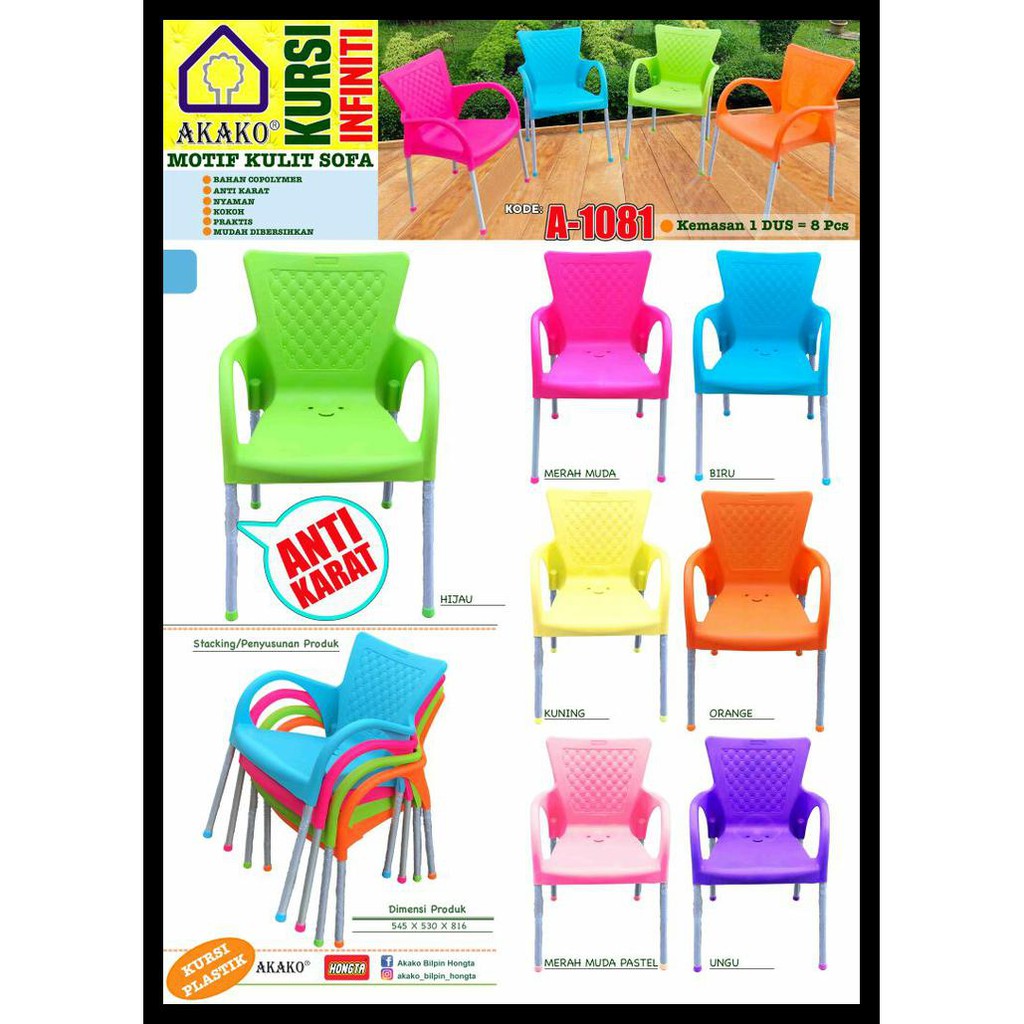 AKAKO®
KURSI
INFINITI
MOTIF KULIT SOFA
BAHAN COPOLYMER
ANTI KARAT
NYAMAN
KOKOH
PRAKTIS
MUDAH DIBERSIHKAN
KODE: A-1081
Kemasan 1 DUS = 8 Pcs
ANTI
KARAT
HIJAU
MERAH MUDA
BIRU
KUNING
ORANGE
Stacking/Penyusunan Produk
Dimensi Produk
545 X 530 X 816
MERAH MUDA PASTEL
UNGU
KURSI
PLASTIK
AKAKO®
HONGTA
Akako Bilpin Hongta
akako_bilpin_hongta